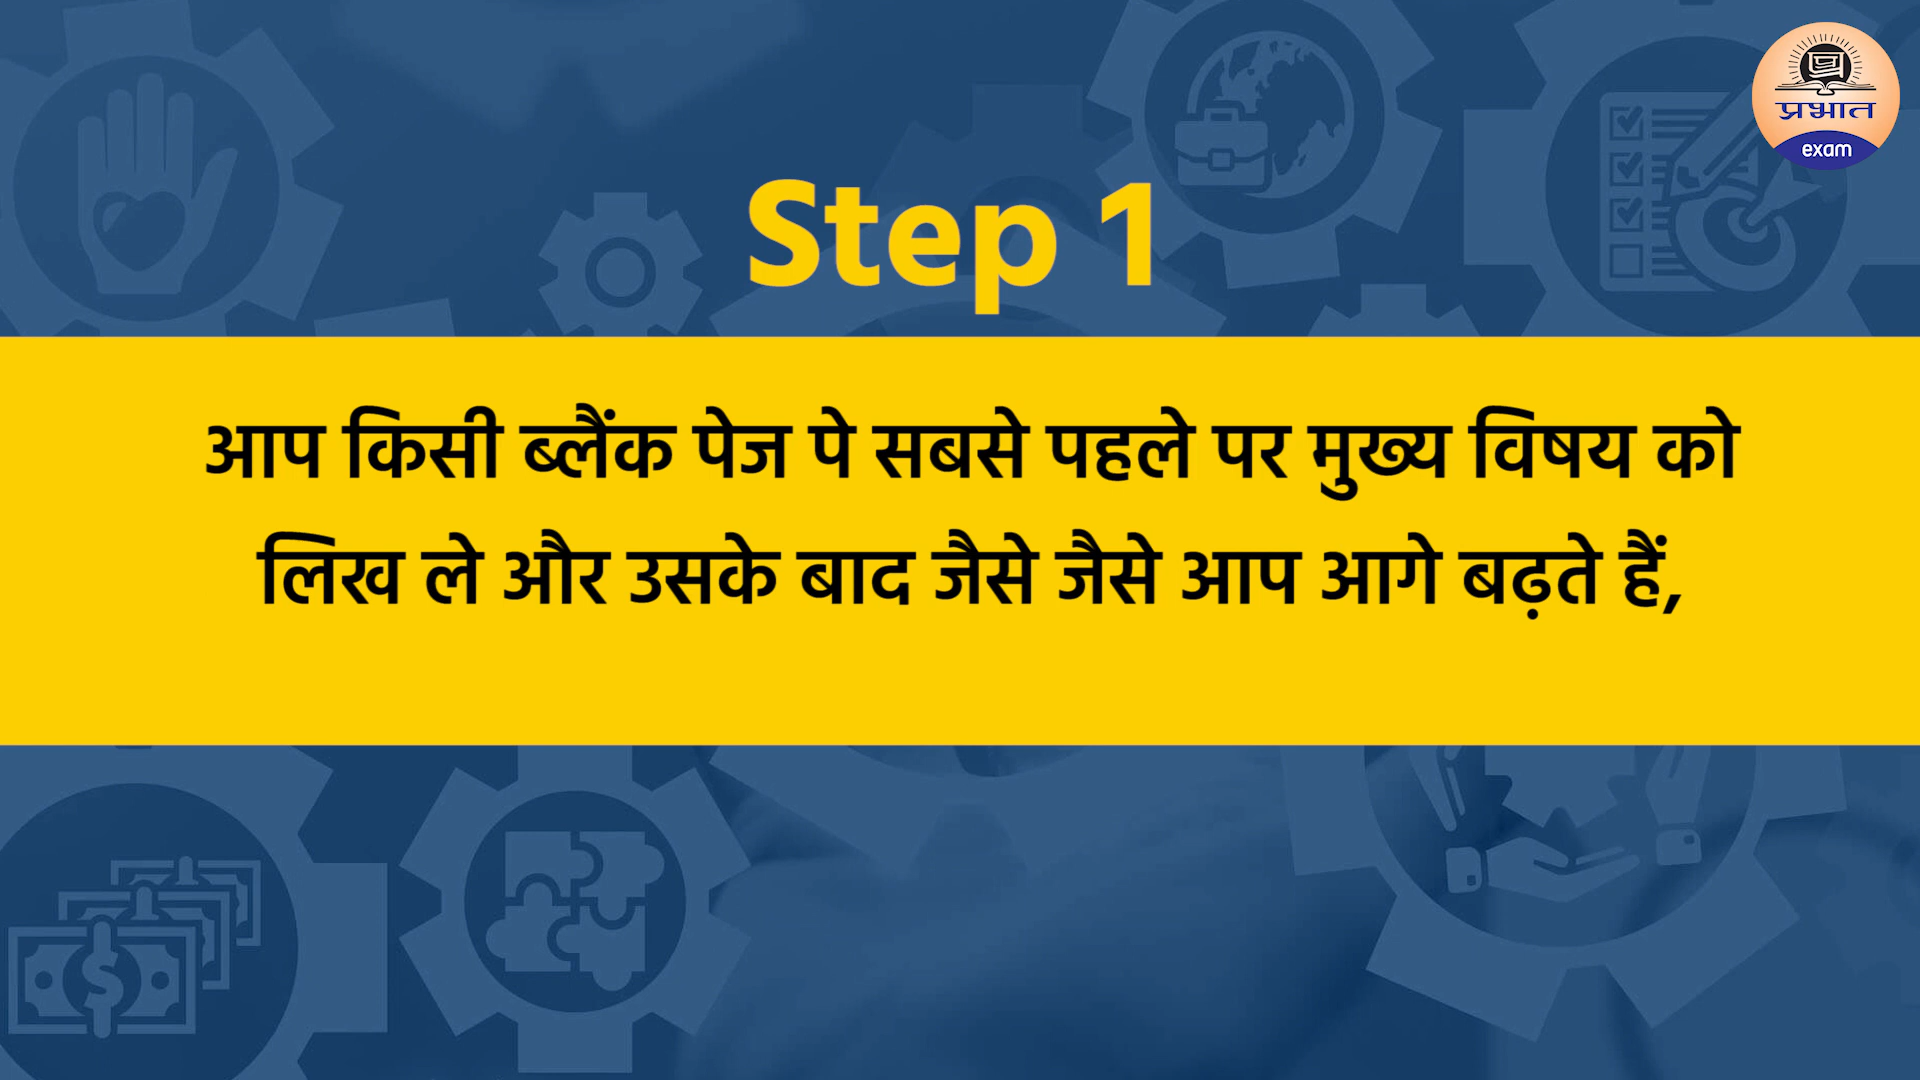 प्रभात
exam
Step 1
आप किसी ब्लैंक पेज पे सबसे पहले पर मुख्य विषय को
लिख ले और उसके बाद जैसे जैसे आप आगे बढ़ते हैं,